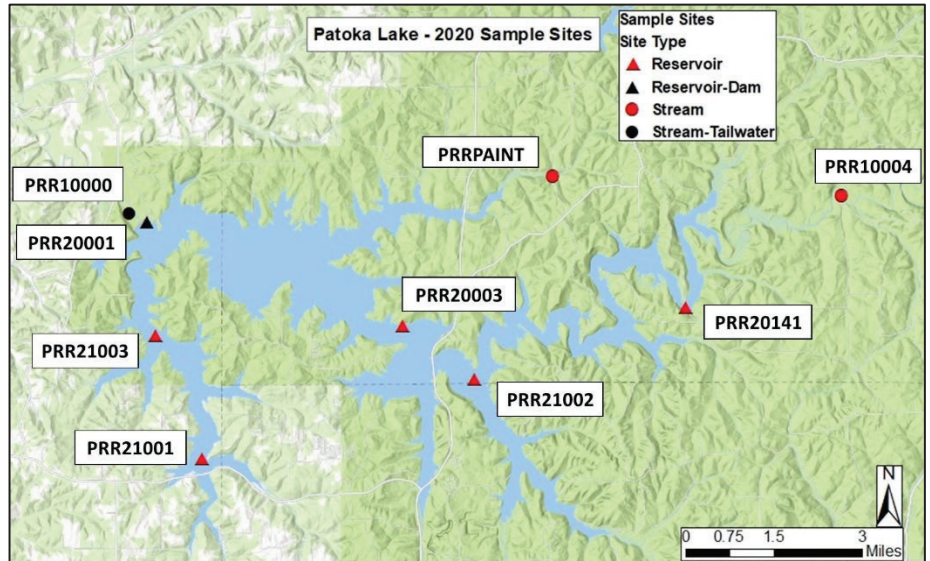 Patoka Lake - 2020 Sample Sites
Sample Sites
Site Type
Reservoir
Reservoir-Dam
Stream
Stream-Tailwater
PRRPAINT
PRR10004
PRR10000
PRR20001
PRR20003
PRR20141
PRR21003
PRR21002
PRR21001
N
0 0.75 1.5 3
Miles